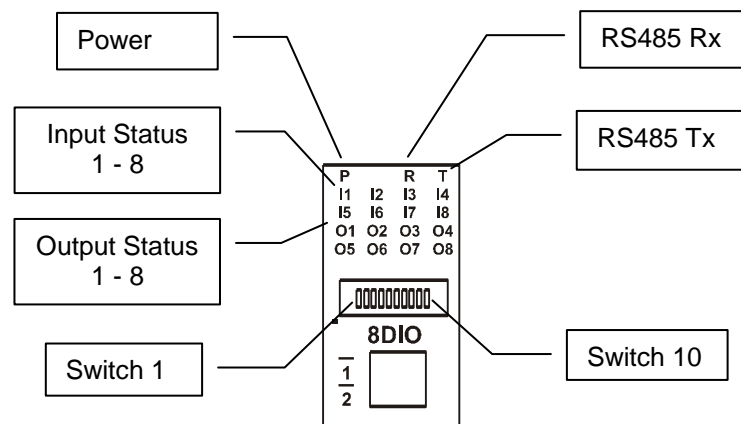 Power
RS485 Rx
Input Status
1 - 8
RS485 Tx
P R T
I1 I2 I3 I4
I5 I6 I7 I8
O1 O2 O3 O4
O5 O6 O7 O8
Output Status
1 - 8
8DIO
Switch 1
Switch 10
1
2